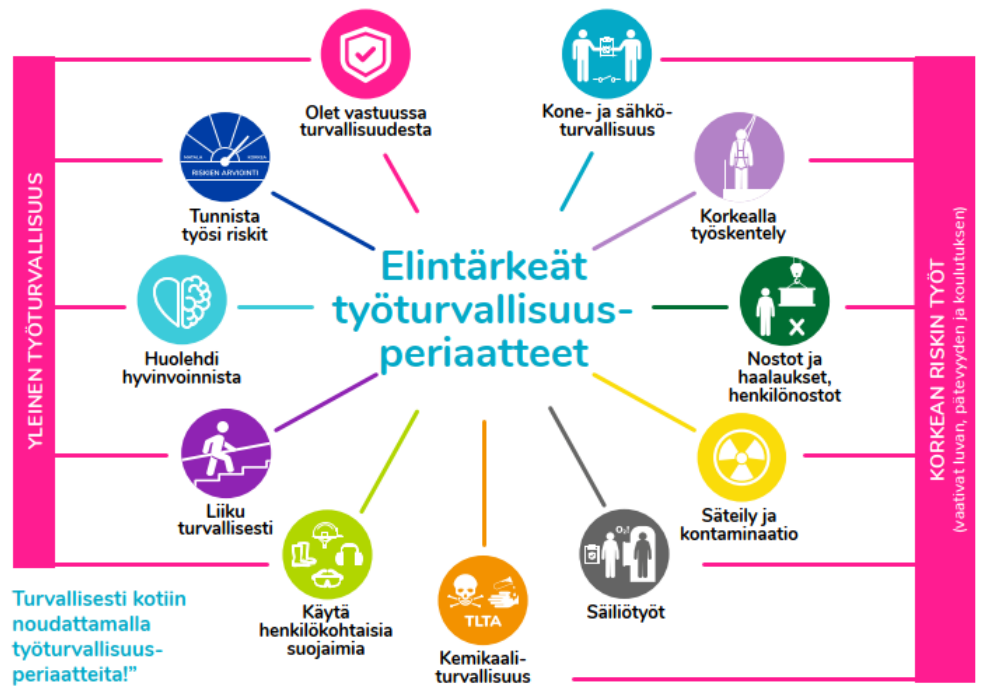 Elintärkeät
työturvallisuus-
periaatteet
YLEINEN TYÖTURVALLISUUS
Olet vastuussa
turvallisuudesta
MATALA
KORKEA
RISKIEN ARVIOINTI
Tunnista
työsi riskit
Huolehdi
hyvinvoinnista
Liiku
turvallisesti
Käytä
henkilökohtaisia
suojaimia
KORKEAN RISKIN TYÖT
(vaativat luvan, pätevyyden ja koulutuksen)
Kone- ja sähkö-
turvallisuus
Korkealla
työskentely
Nostot ja
haalaukset,
henkilönostot
Säteily ja
kontaminaatio
O₂!
Säiliötyöt
TLTA
Kemikaali-
turvallisuus
Turvallisesti kotiin
noudattamalla
työturvallisuus-
periaatteita!”